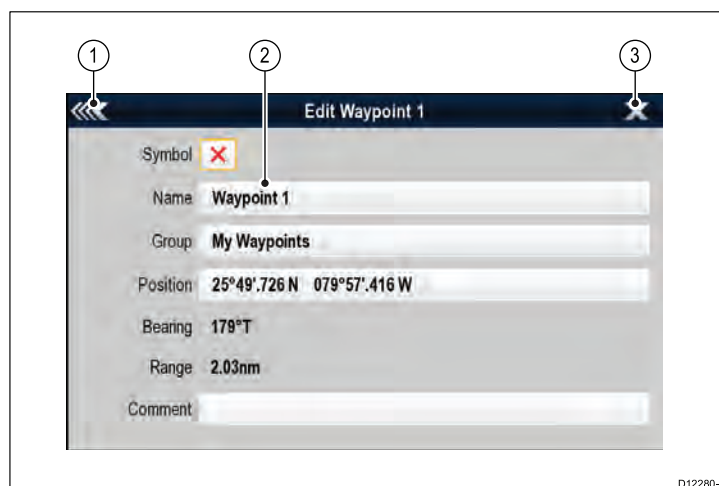 1 2 3
Edit Waypoint 1
Symbol
Name Waypoint 1
Group My Waypoints
Position 25°49'.726 N 079°57'.416 W
Bearing 179°T
Range 2.03nm
Comment
D12280-